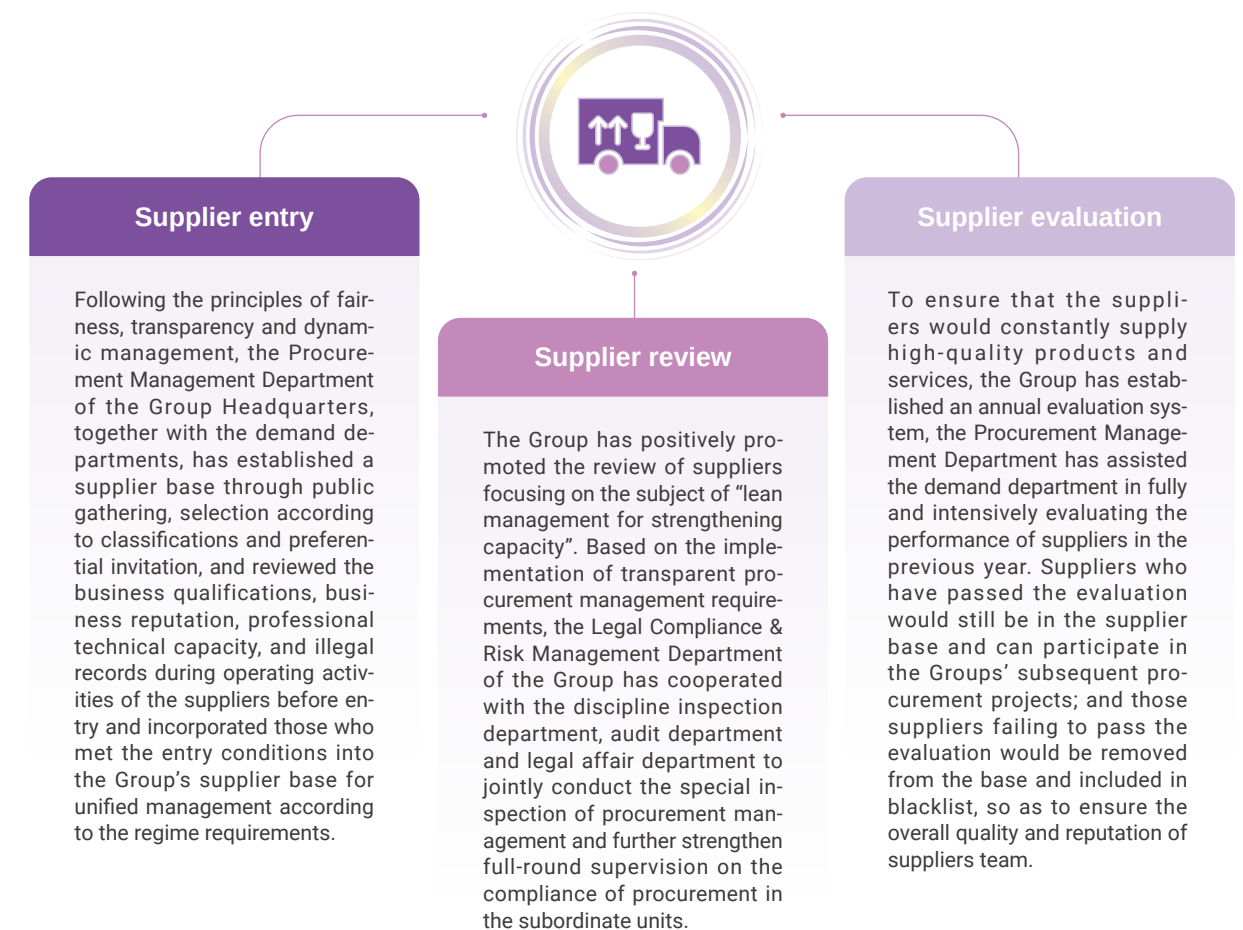 Supplier entry
Following the principles of fair-
ness, transparency and dynam-
ic management, the Procure-
ment Management Department
of the Group Headquarters,
together with the demand de-
partments, has established a
supplier base through public
gathering, selection according
to classifications and preferen-
tial invitation, and reviewed the
business qualifications, busi-
ness reputation, professional
technical capacity, and illegal
records during operating activ-
ities of the suppliers before en-
try and incorporated those who
met the entry conditions into
the Group's supplier base for
unified management according
to the regime requirements.
Supplier review
The Group has positively pro-
moted the review of suppliers
focusing on the subject of “lean
management for strengthening
capacity”. Based on the imple-
mentation of transparent pro-
curement management require-
ments, the Legal Compliance &
Risk Management Department
of the Group has cooperated
with the discipline inspection
department, audit department
and legal affair department to
jointly conduct the special in-
spection of procurement man-
agement and further strengthen
full-round supervision on the
compliance of procurement in
the subordinate units.
Supplier evaluation
To ensure that the suppli-
ers would constantly supply
high-quality products and
services, the Group has estab-
lished an annual evaluation sys-
tem, the Procurement Manage-
ment Department has assisted
the demand department in fully
and intensively evaluating the
performance of suppliers in the
previous year. Suppliers who
have passed the evaluation
would still be in the supplier
base and can participate in
the Groups' subsequent pro-
curement projects; and those
suppliers failing to pass the
evaluation would be removed
from the base and included in
blacklist, so as to ensure the
overall quality and reputation of
suppliers team.